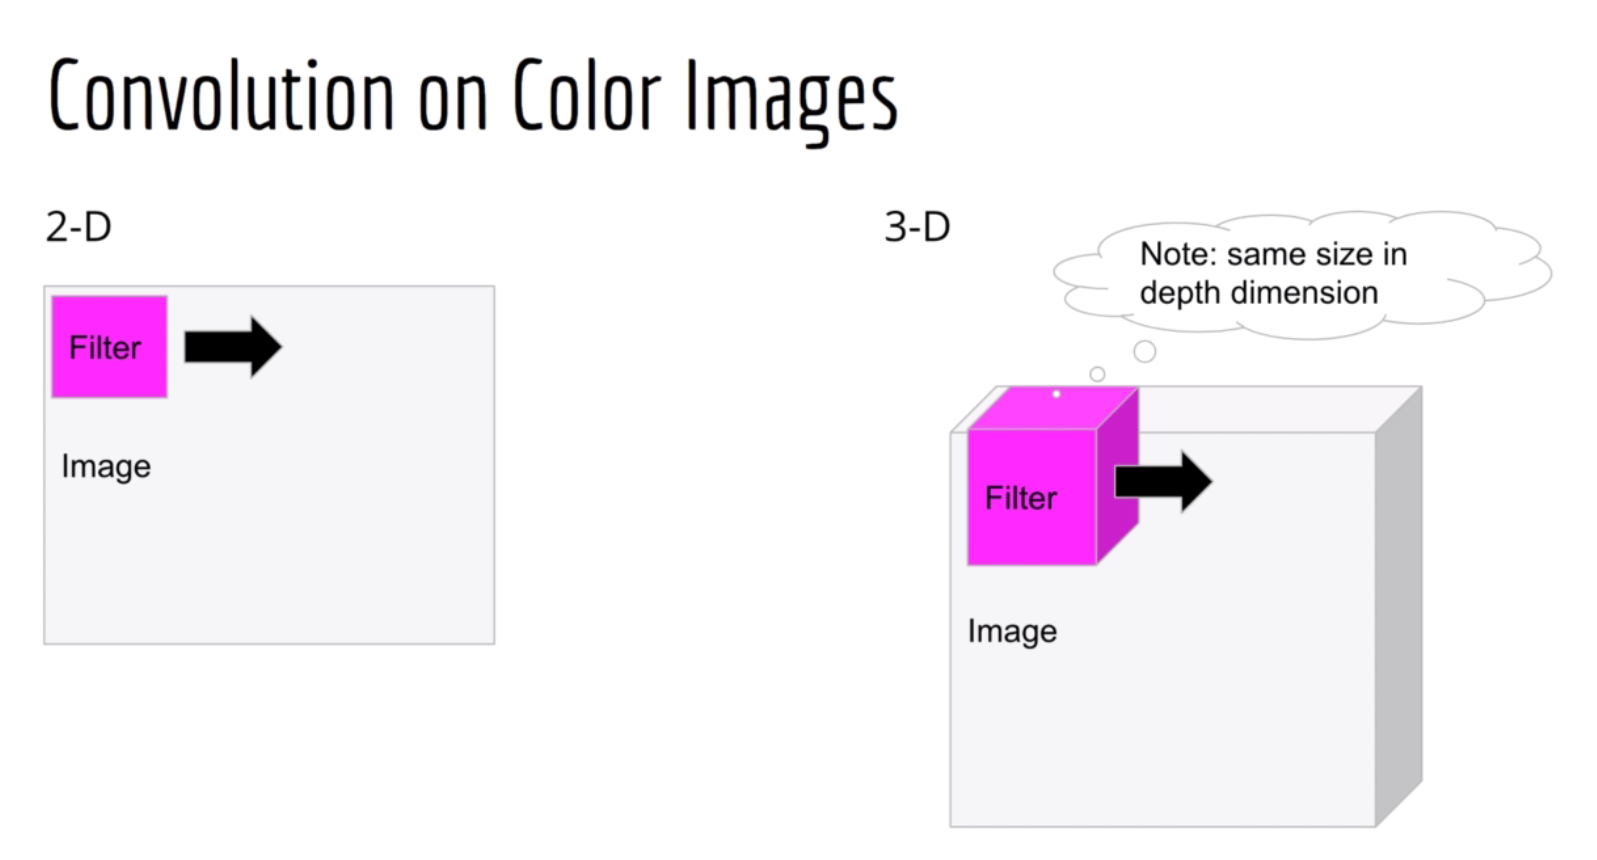 Convolution on Color Images
2-D
Filter
Image
3-D
Note: same size in
depth dimension
Filter
Image